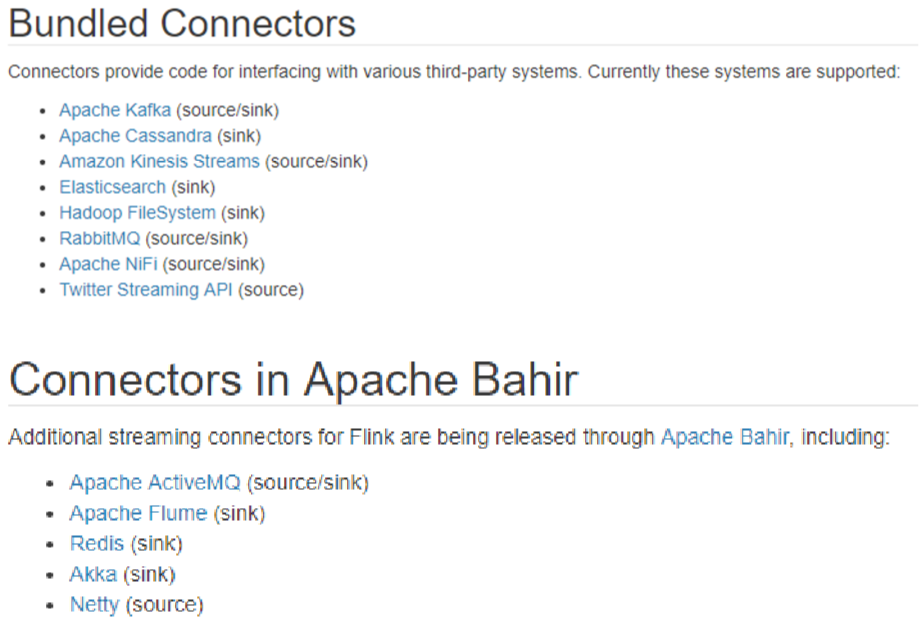 Bundled Connectors
Connectors provide code for interfacing with various third-party systems. Currently these systems are supported:
• Apache Kafka (source/sink)
• Apache Cassandra (sink)
• Amazon Kinesis Streams (source/sink)
• Elasticsearch (sink)
• Hadoop FileSystem (sink)
• RabbitMQ (source/sink)
• Apache NiFi (source/sink)
• Twitter Streaming API (source)
Connectors in Apache Bahir
Additional streaming connectors for Flink are being released through Apache Bahir, including:
• Apache ActiveMQ (source/sink)
• Apache Flume (sink)
• Redis (sink)
• Akka (sink)
• Netty (source)